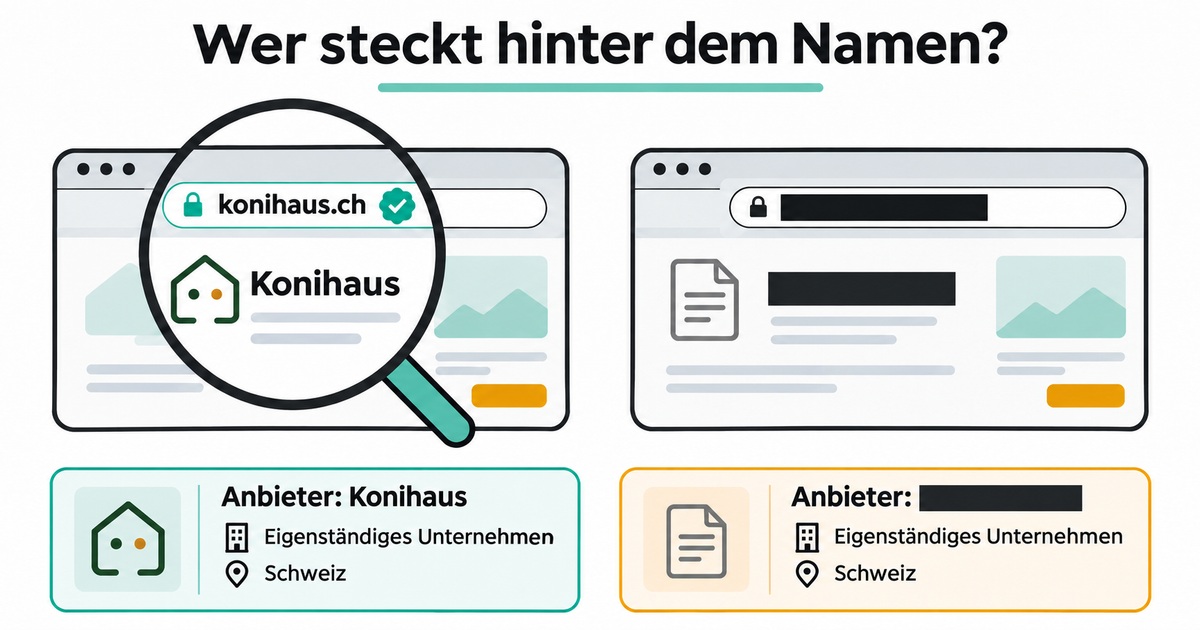 Wer steckt hinter dem Namen?
konihaus.ch
Konihaus
Anbieter: Konihaus
Eigenständiges Unternehmen
Schweiz
Anbieter:
Eigenständiges Unternehmen
Schweiz